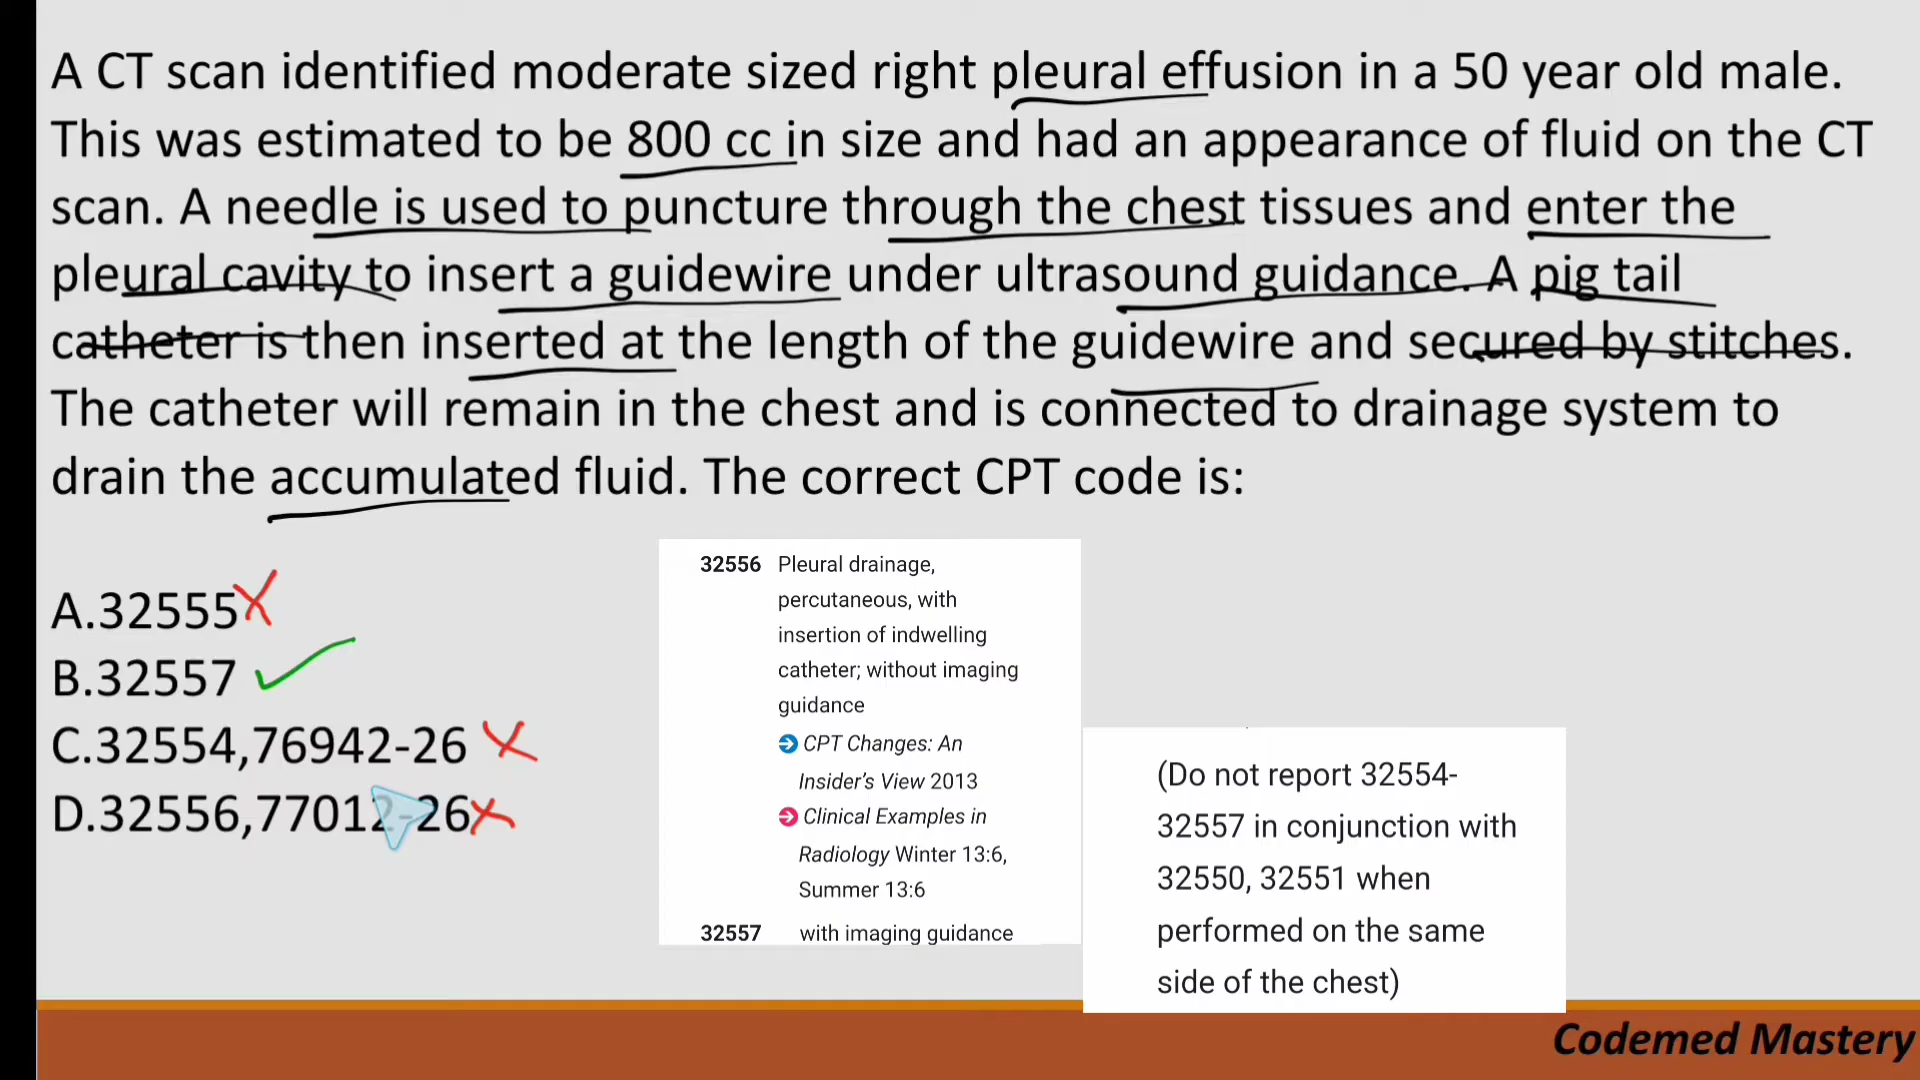 A CT scan identified moderate sized right pleural effusion in a 50 year old male.
This was estimated to be 800 cc in size and had an appearance of fluid on the CT
scan. A needle is used to puncture through the chest tissues and enter the
pleural cavity to insert a guidewire under ultrasound guidance. A pig tail
catheter is then inserted at the length of the guidewire and secured by stitches.
The catheter will remain in the chest and is connected to drainage system to
drain the accumulated fluid. The correct CPT code is:
A.32555
B.32557
C.32554,76942-26
D.32556,77012-26
32556 Pleural drainage,
percutaneous, with
insertion of indwelling
catheter; without imaging
guidance
CPT Changes: An
Insider's View 2013
Clinical Examples in
Radiology Winter 13:6,
Summer 13:6
32557 with imaging guidance
(Do not report 32554-
32557 in conjunction with
32550, 32551 when
performed on the same
side of the chest)
Codemed Mastery